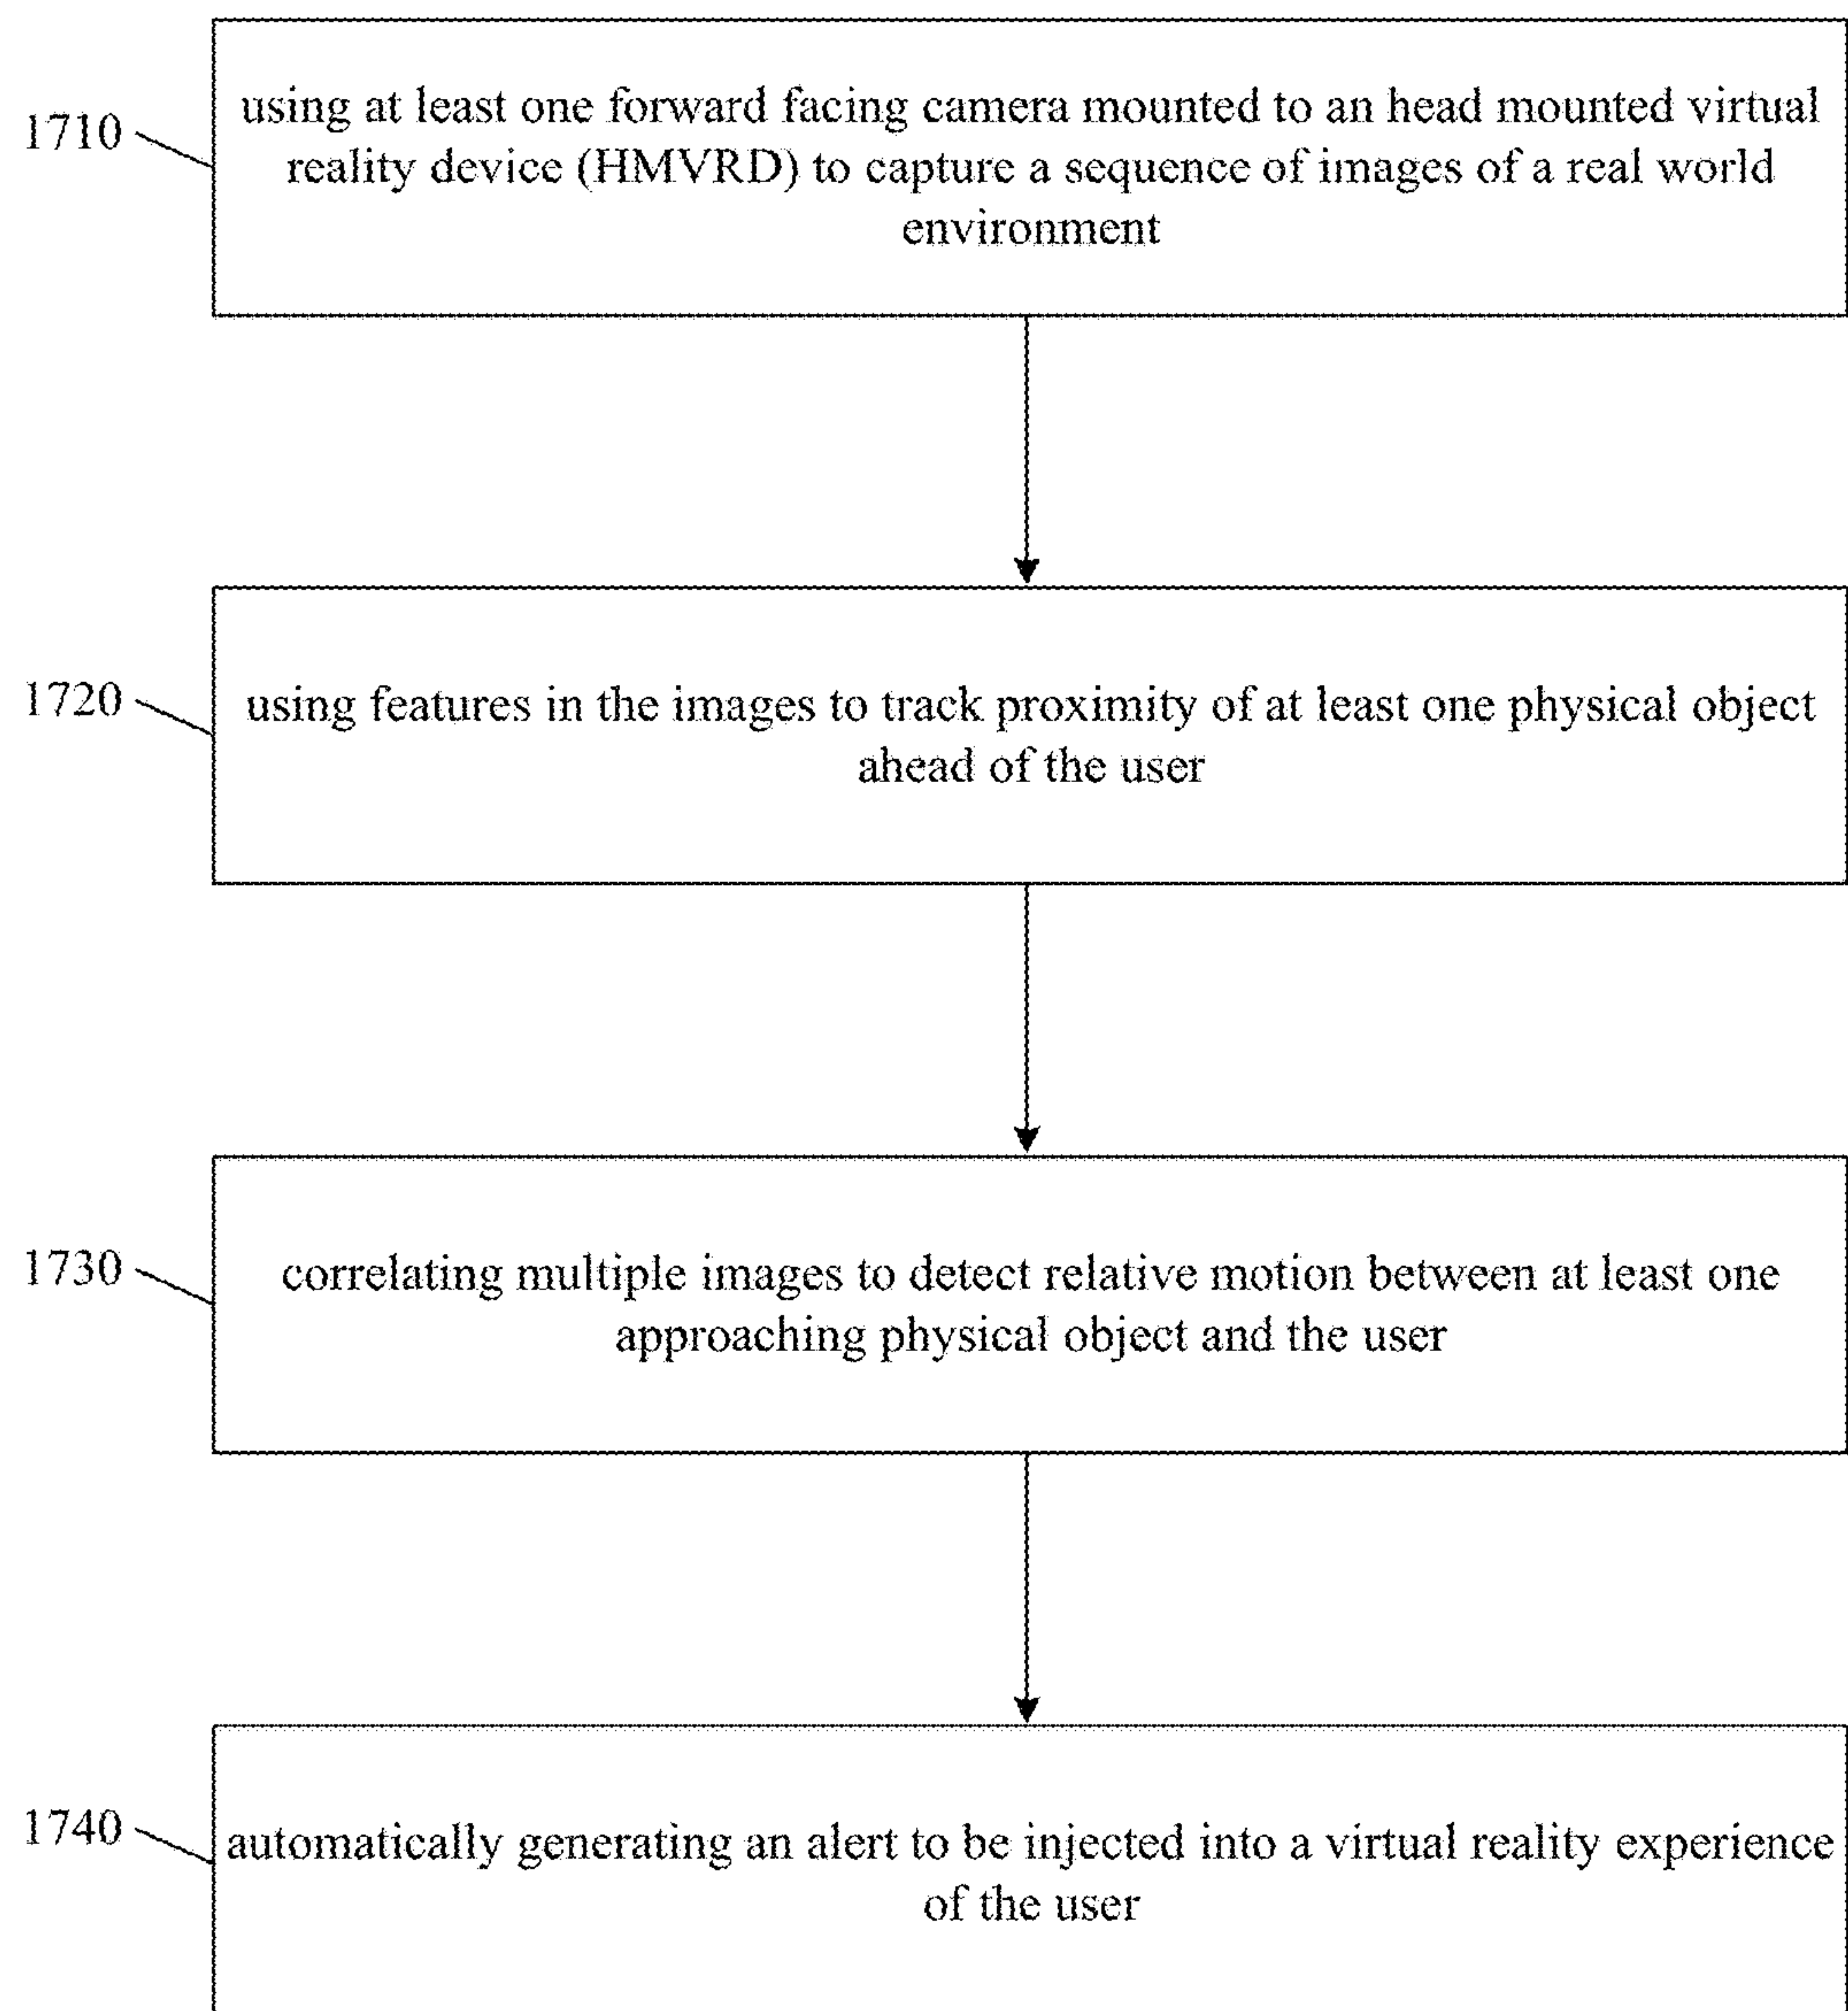 1710
using at least one forward facing camera mounted to an head mounted virtual
reality device (HMVRD) to capture a sequence of images of a real world
environment
1720
using features in the images to track proximity of at least one physical object
ahead of the user
1730
correlating multiple images to detect relative motion between at least one
approaching physical object and the user
1740
automatically generating an alert to be injected into a virtual reality experience
of the user